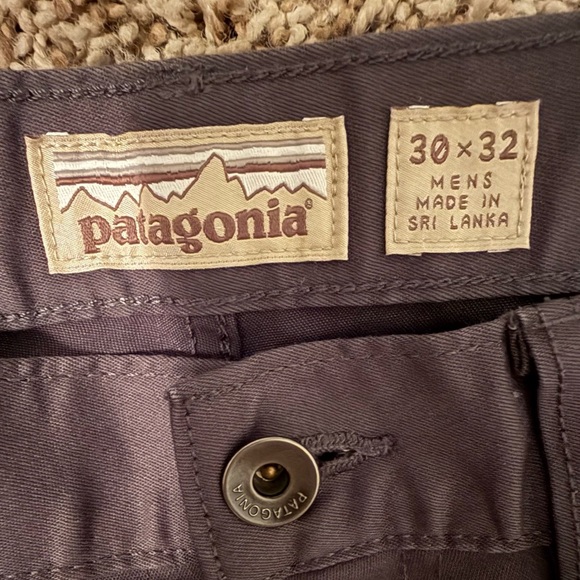 patagonia®
30 × 32
MENS
MADE IN
SRI LANKA
PATAGONIA